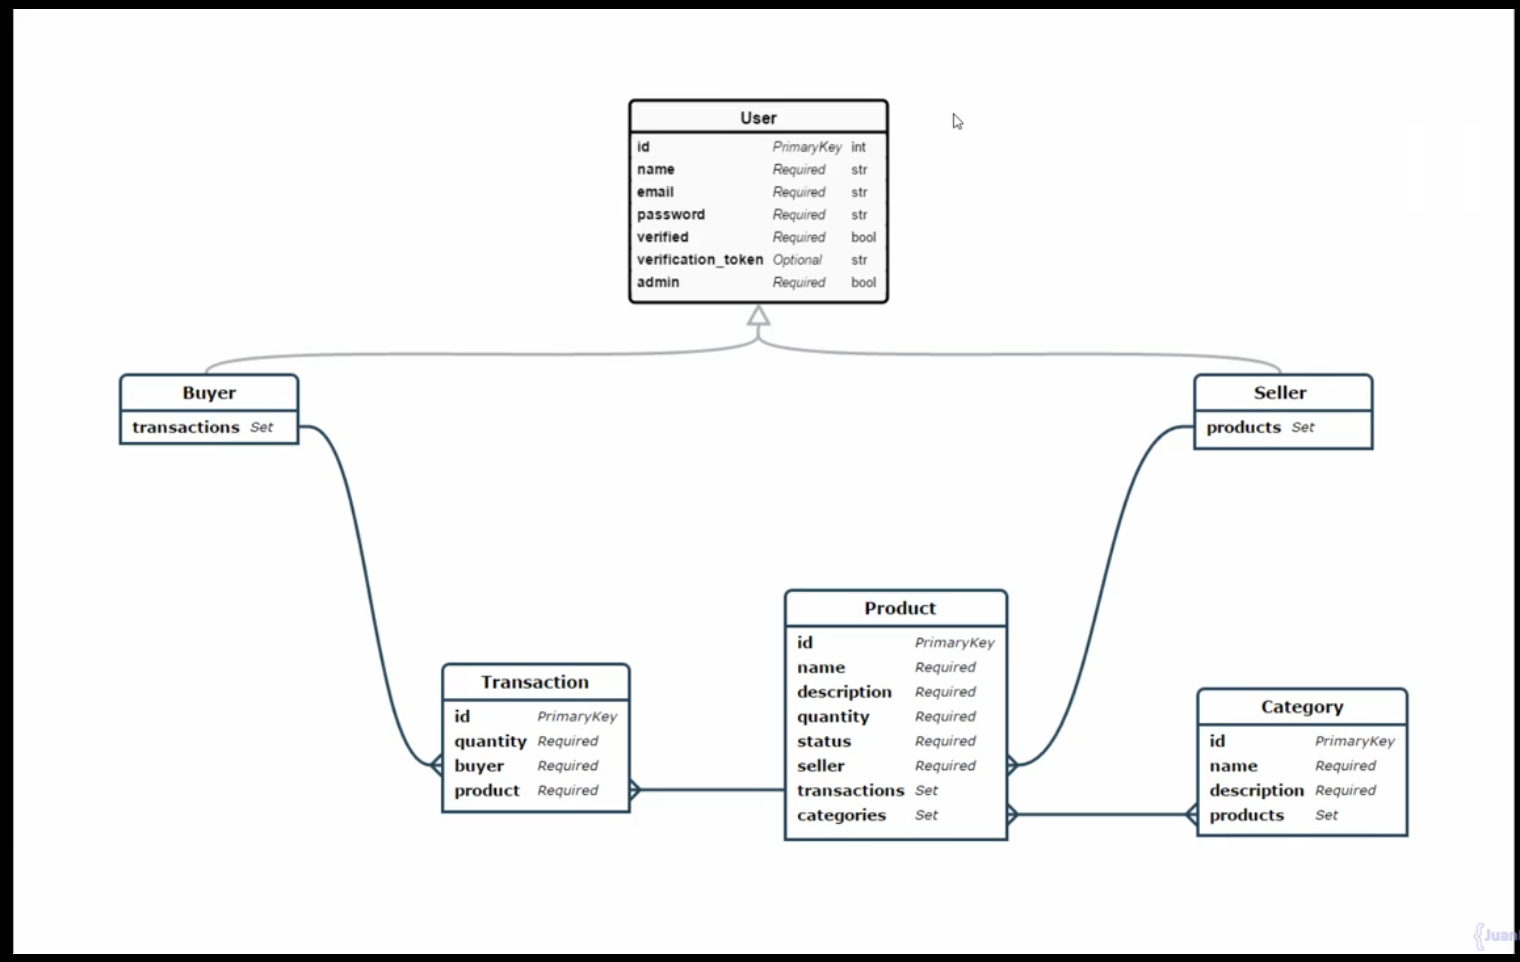 User
id PrimaryKey int
name Required str
email Required str
password Required str
verified Required bool
verification_token Optional str
admin Required bool
Buyer
transactions Set
Seller
products Set
Transaction
id PrimaryKey
quantity Required
buyer Required
product Required
Product
id PrimaryKey
name Required
description Required
quantity Required
status Required
seller Required
transactions Set
categories Set
Category
id PrimaryKey
name Required
description Required
products Set
{Juan